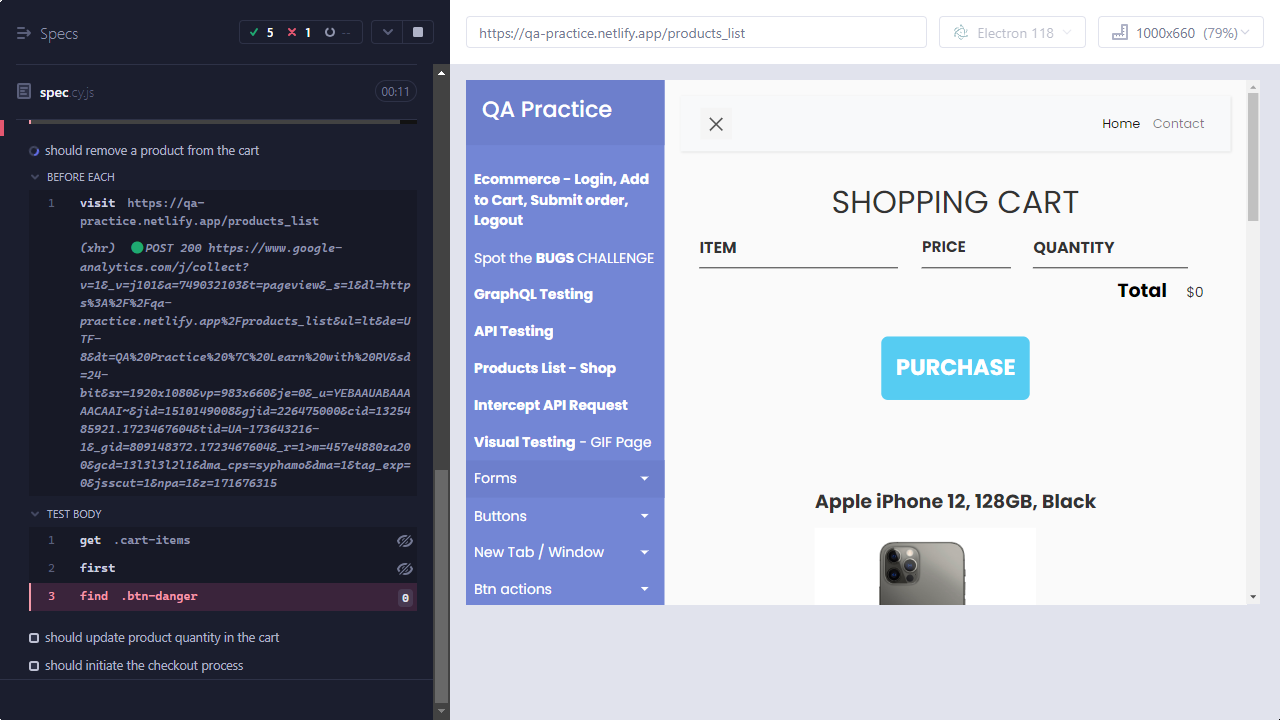 Specs
5
1
--
spec.cy.js
00:11
should remove a product from the cart
BEFORE EACH
1 visit https://qa-
practice.netlify.app/products_list
(xhr) POST 200 https://www.google-
analytics.com/j/collect?
v=1&_v=j101&a=749032103&t=pageview&_s=1&dl=http
s%3A%2F%2Fqa-
practice.netlify.app%2Fproducts_list&ul=lt&de=U
TF-
8&dt=QA%20Practice%20%7C%20Learn%20with%20RV&sd
=24-
bit&sr=1920x1080&vp=983x660&je=0&_u=YEBAAUABAAA
AACAAI~&jid=1510149008&gjid=226475000&cid=13254
85921.1723467604&tid=UA-173643216-
1&_gid=809148372.1723467604&_r=1>m=457e4880za20
0&gcd=13l3l3l2l1&dma_cps=syphamo&dma=1&tag_exp=
0&jsscut=1&npa=1&z=171676315
TEST BODY
1 get .cart-items
2 first
3 find .btn-danger 0
should update product quantity in the cart
should initiate the checkout process
https://qa-practice.netlify.app/products_list
Electron 118
1000x660 (79%)
QA Practice
Ecommerce - Login, Add
to Cart, Submit order,
Logout
Spot the BUGS CHALLENGE
GraphQL Testing
API Testing
Products List - Shop
Intercept API Request
Visual Testing - GIF Page
Forms
Buttons
New Tab / Window
Btn actions
Home Contact
SHOPPING CART
ITEM PRICE QUANTITY
Total $0
PURCHASE
Apple iPhone 12, 128GB, Black